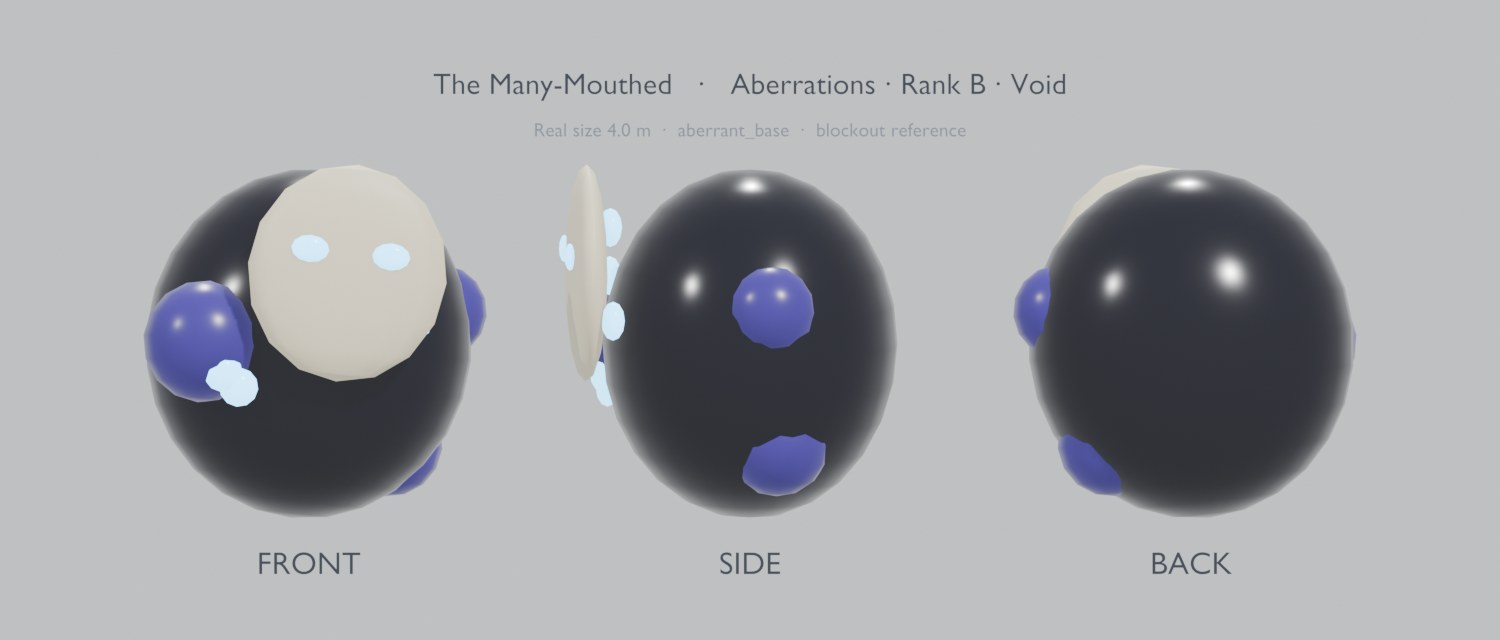 The Many-Mouthed · Aberrations · Rank B · Void
Real size 4.0 m · aberrant_base · blockout reference
FRONT
SIDE
BACK